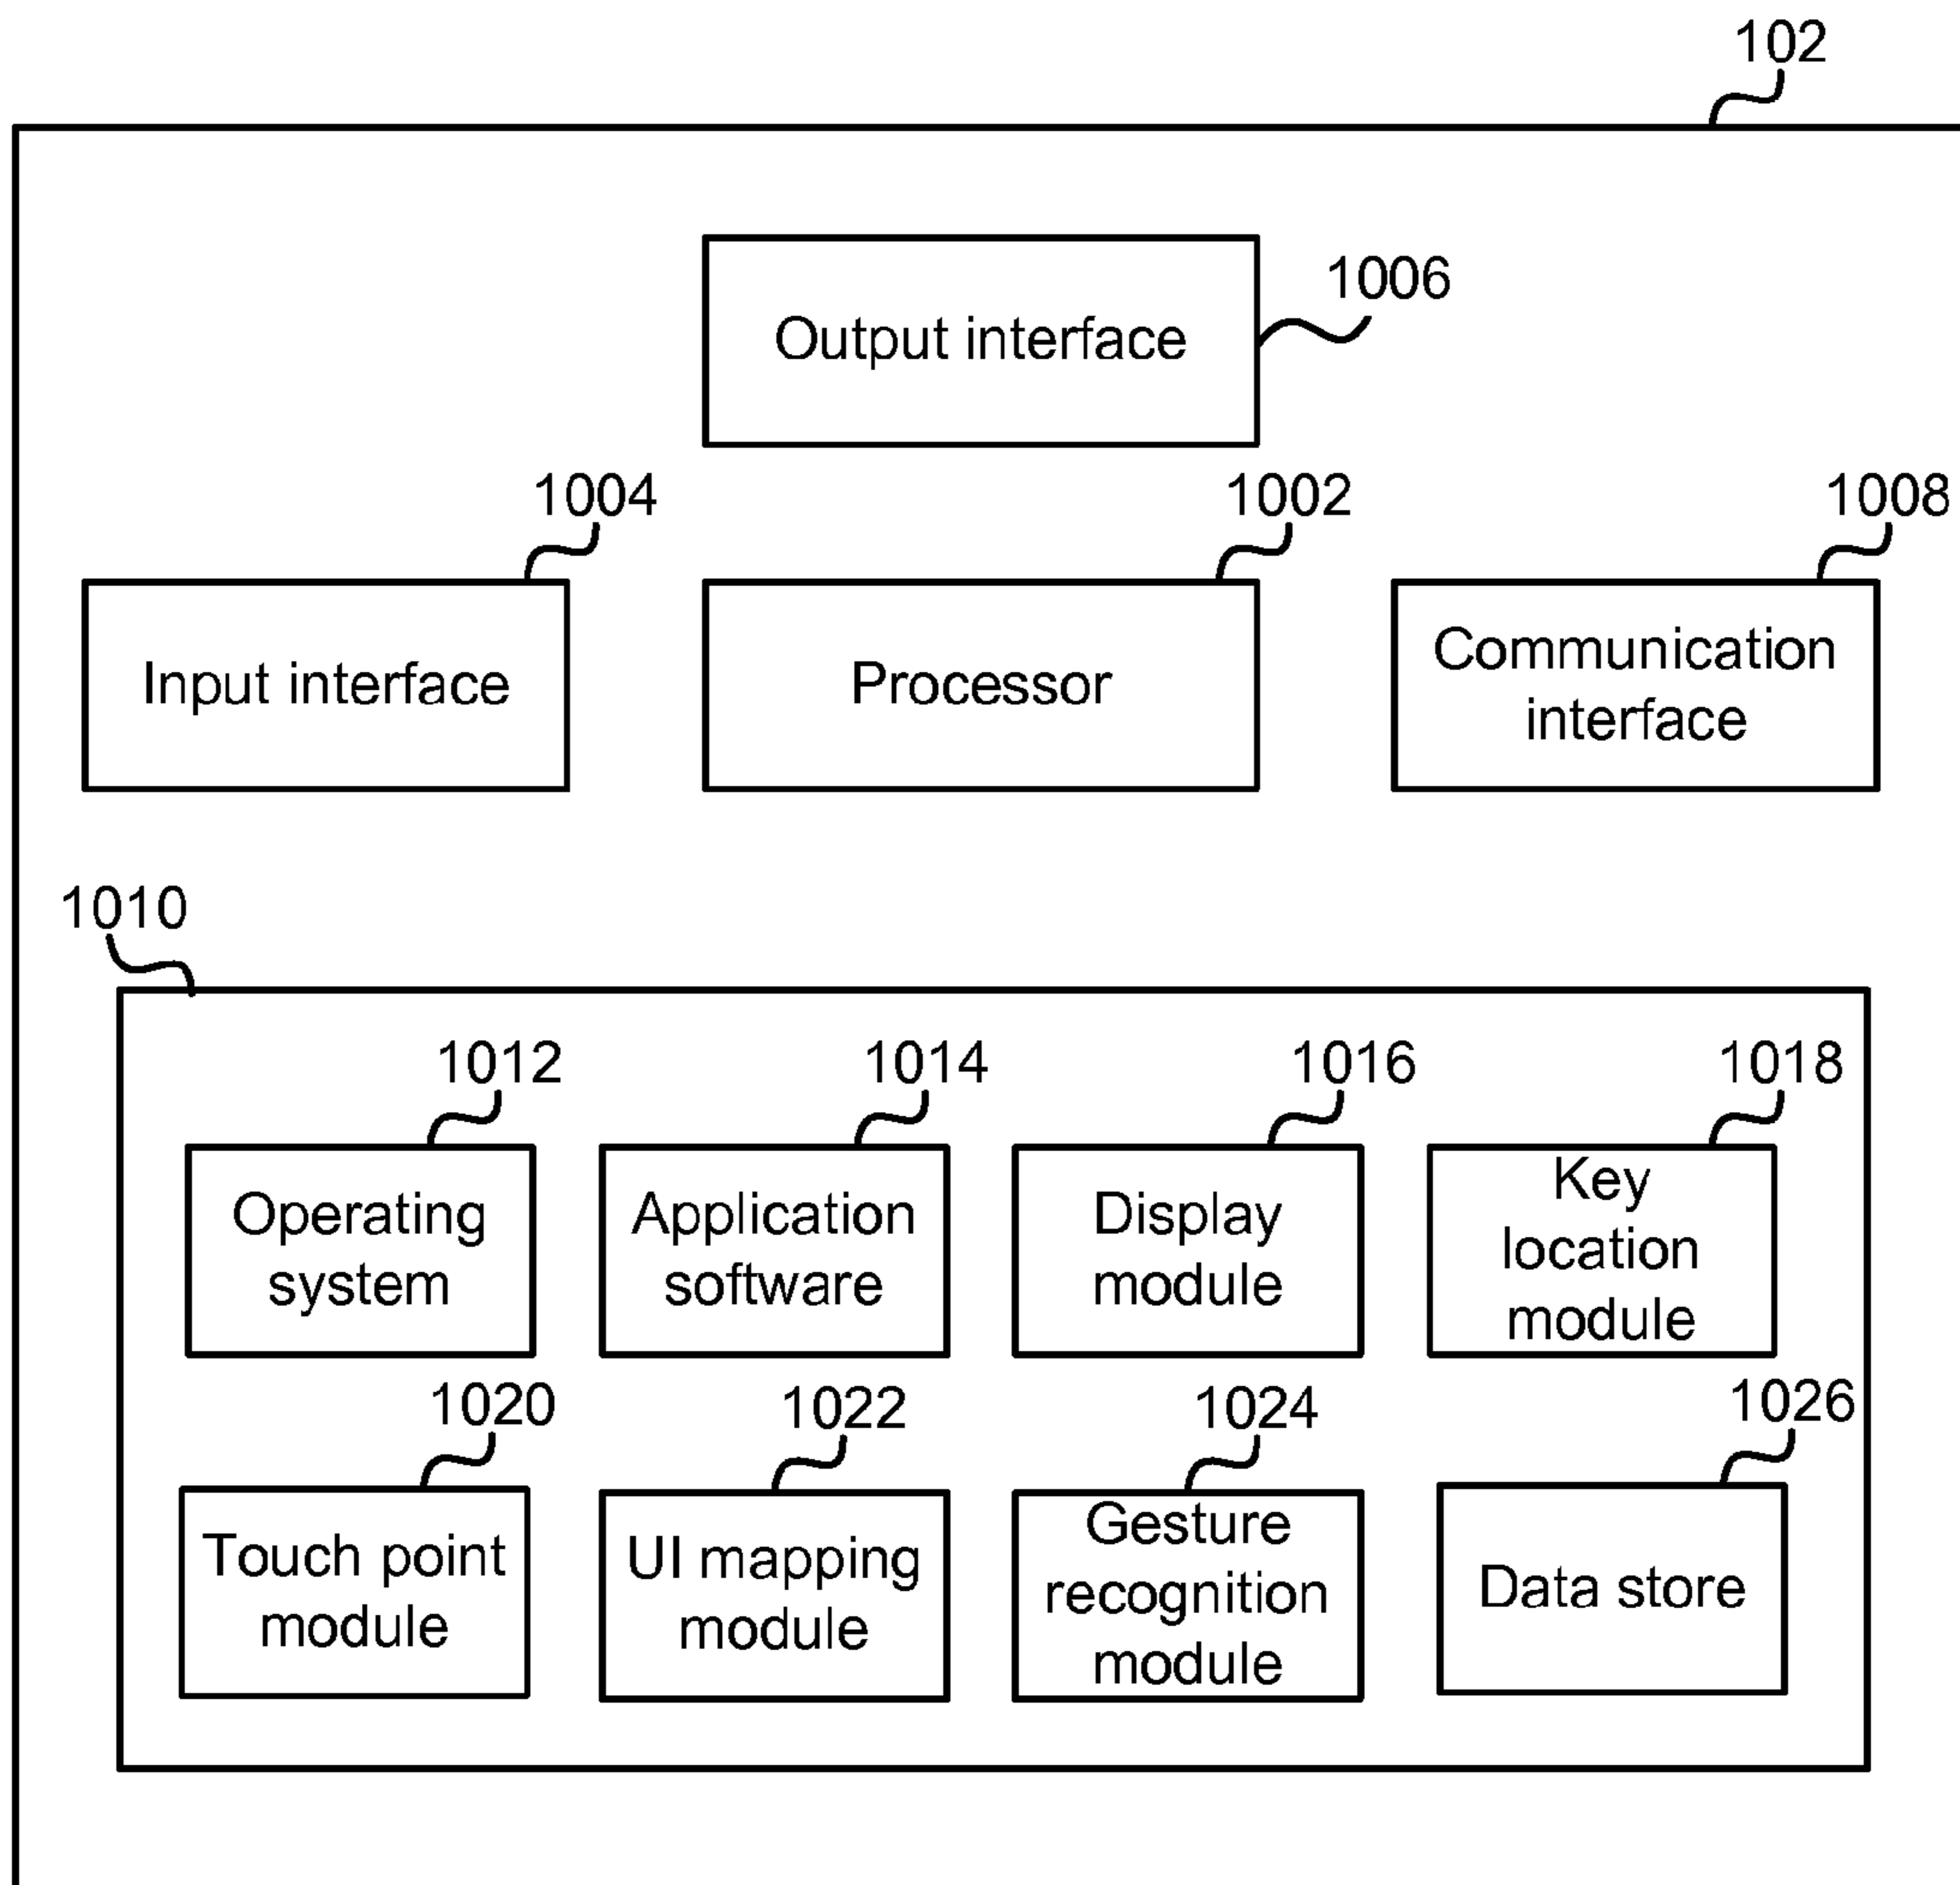 102
1006
Output interface
1004
1002
1008
Input interface
Processor
Communication
interface
1010
1012
1014
1016
1018
Operating
system
Application
software
Display
module
Key
location
module
1020
1022
1024
1026
Touch point
module
UI mapping
module
Gesture
recognition
module
Data store